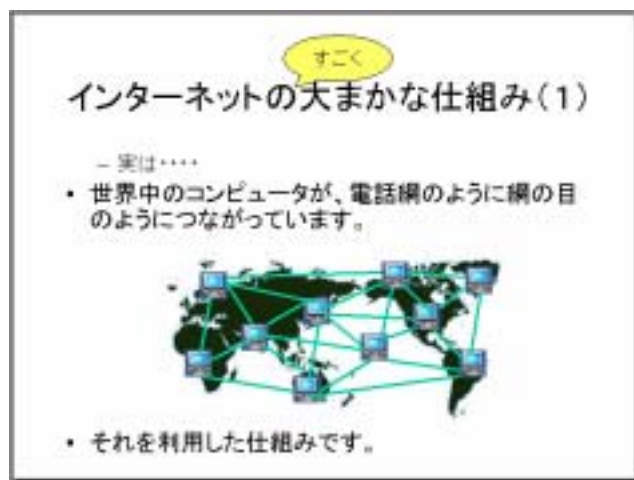 すごく
インターネットの大まかな仕組み(1)
– 実は・・・・
• 世界中のコンピュータが、電話網のように網の目
のようにつながっています。
• それを利用した仕組みです。